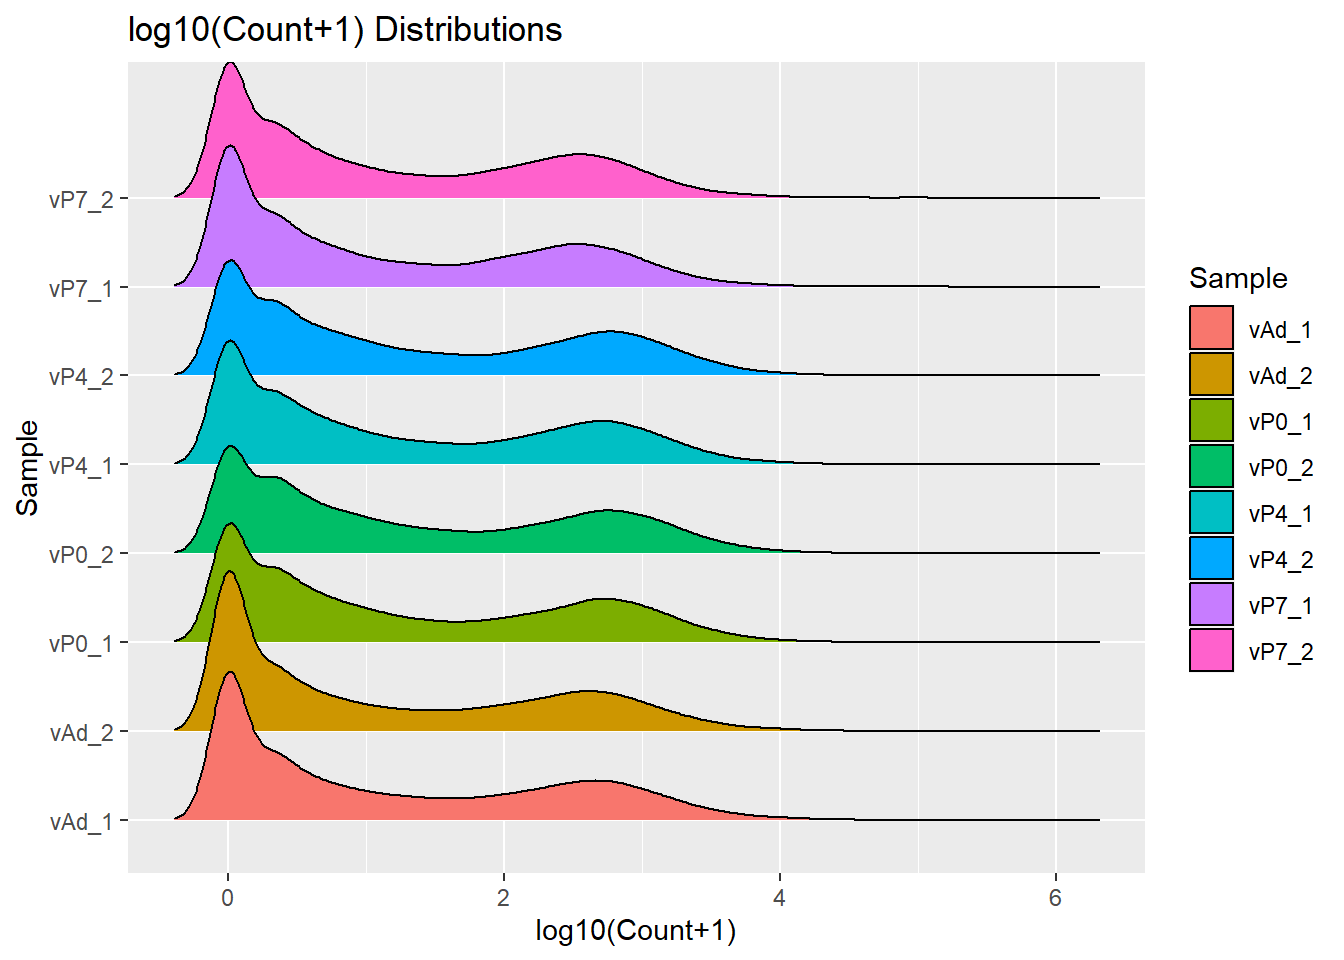 log10(Count+1) Distributions
Sample
vP7_2
vP7_1
vP4_2
vP4_1
vP0_2
vP0_1
vAd_2
vAd_1
0 2 4 6
log10(Count+1)
Sample
vAd_1
vAd_2
vP0_1
vP0_2
vP4_1
vP4_2
vP7_1
vP7_2